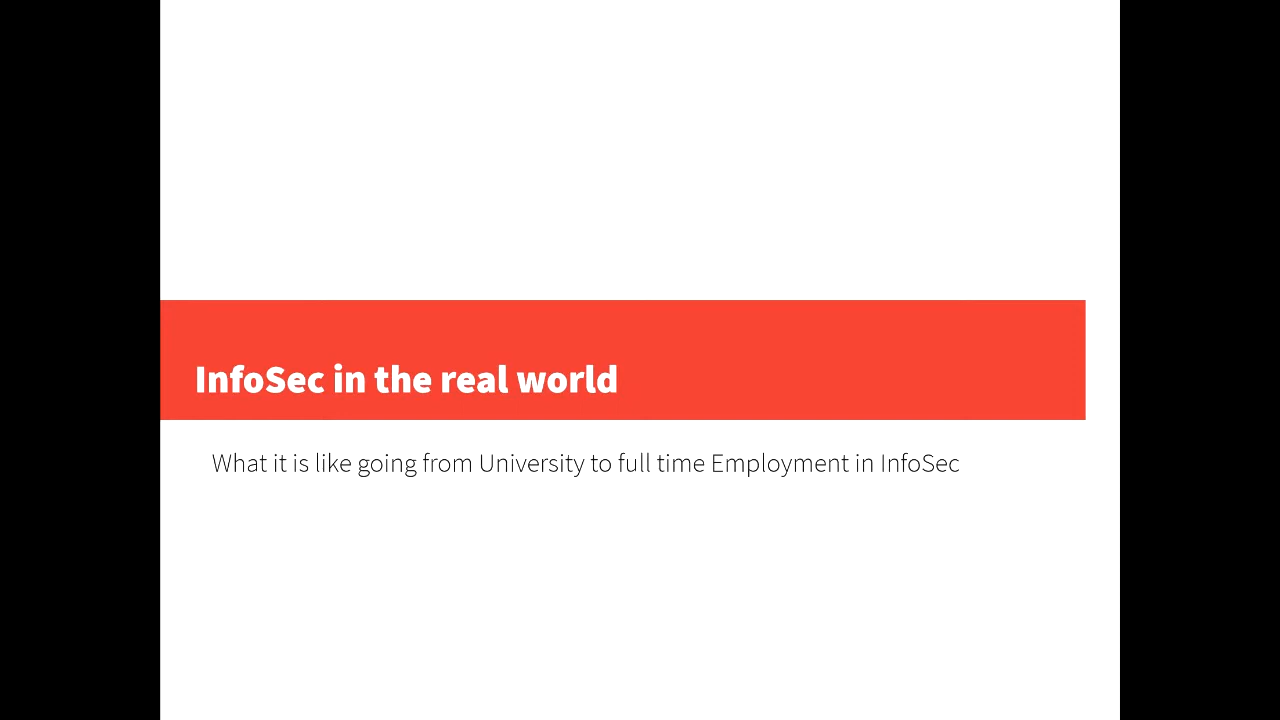 InfoSec in the real world
What it is like going from University to full time Employment in InfoSec